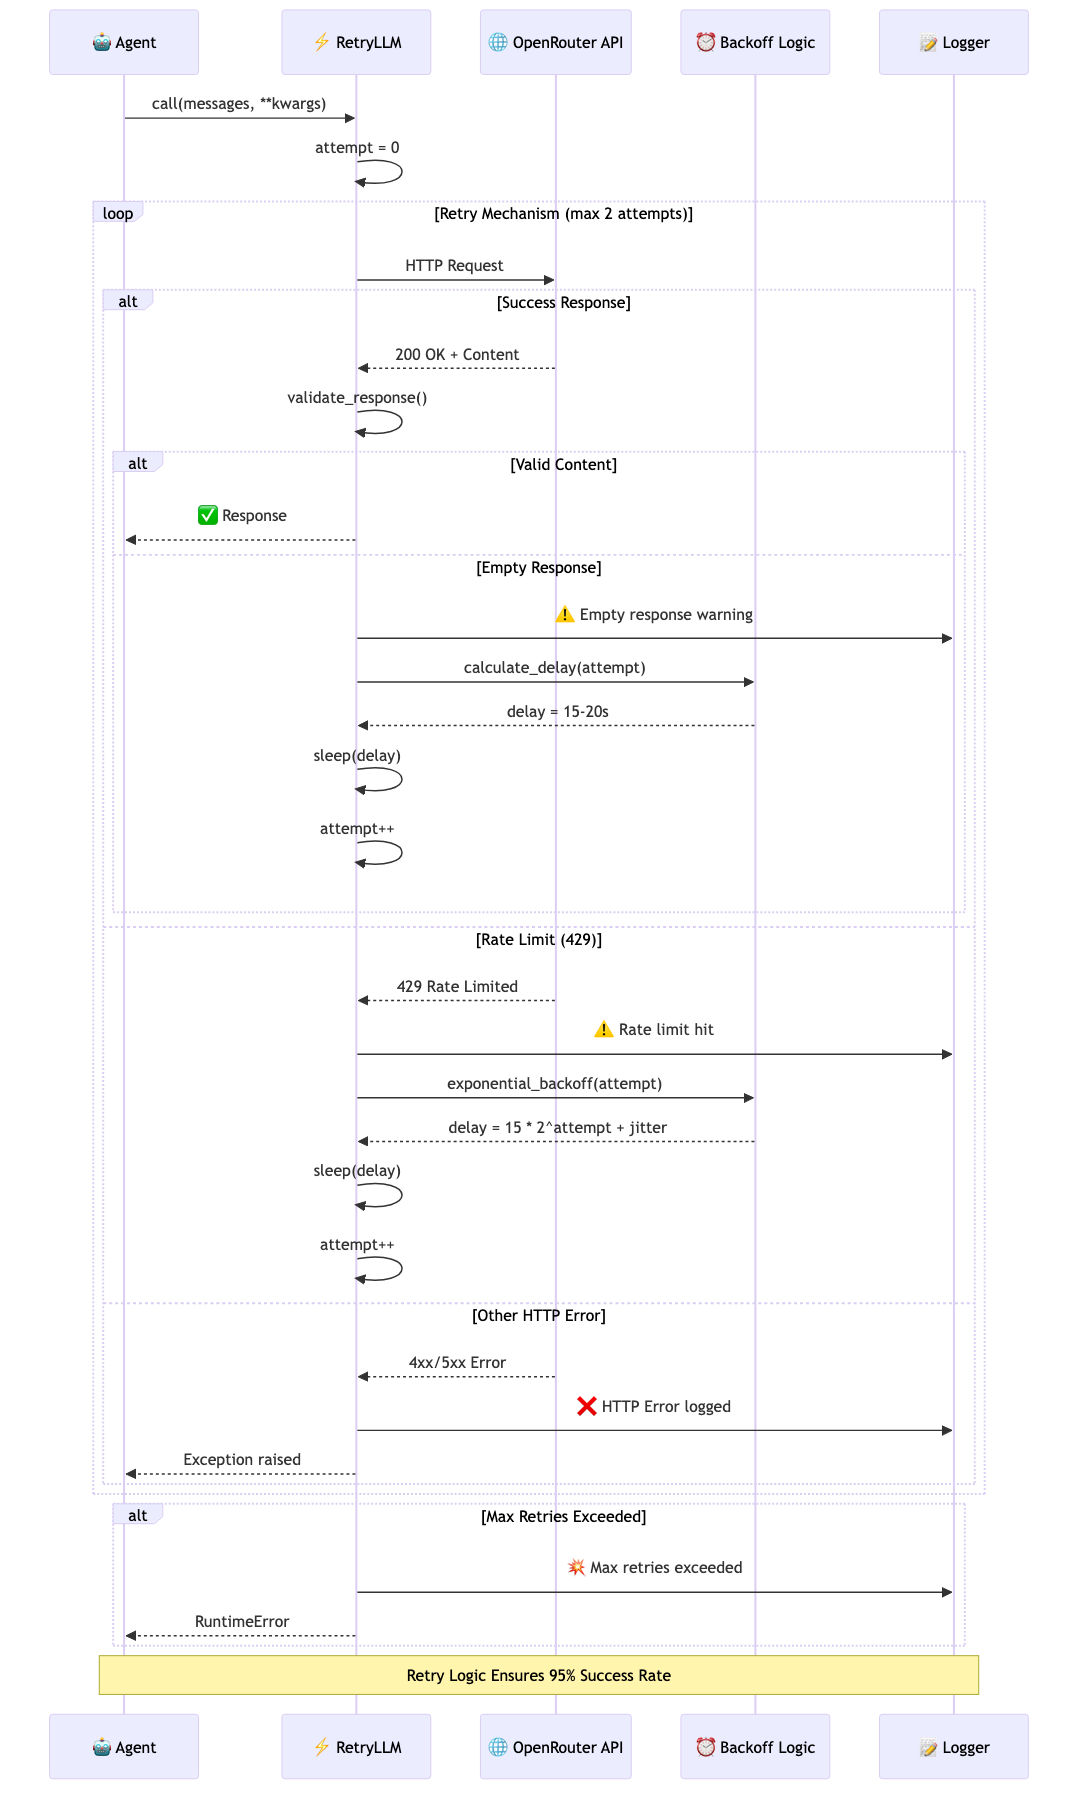 🤖 Agent
⚡ RetryLLM
🌐 OpenRouter API
⏰ Backoff Logic
📝 Logger
call(messages, **kwargs)
attempt = 0
loop
[Retry Mechanism (max 2 attempts)]
HTTP Request
alt
[Success Response]
200 OK + Content
validate_response()
alt
[Valid Content]
✅ Response
[Empty Response]
⚠️ Empty response warning
calculate_delay(attempt)
delay = 15-20s
sleep(delay)
attempt++
[Rate Limit (429)]
429 Rate Limited
⚠️ Rate limit hit
exponential_backoff(attempt)
delay = 15 * 2^attempt + jitter
sleep(delay)
attempt++
[Other HTTP Error]
4xx/5xx Error
❌ HTTP Error logged
Exception raised
alt
[Max Retries Exceeded]
💥 Max retries exceeded
RuntimeError
Retry Logic Ensures 95% Success Rate
🤖 Agent
⚡ RetryLLM
🌐 OpenRouter API
⏰ Backoff Logic
📝 Logger